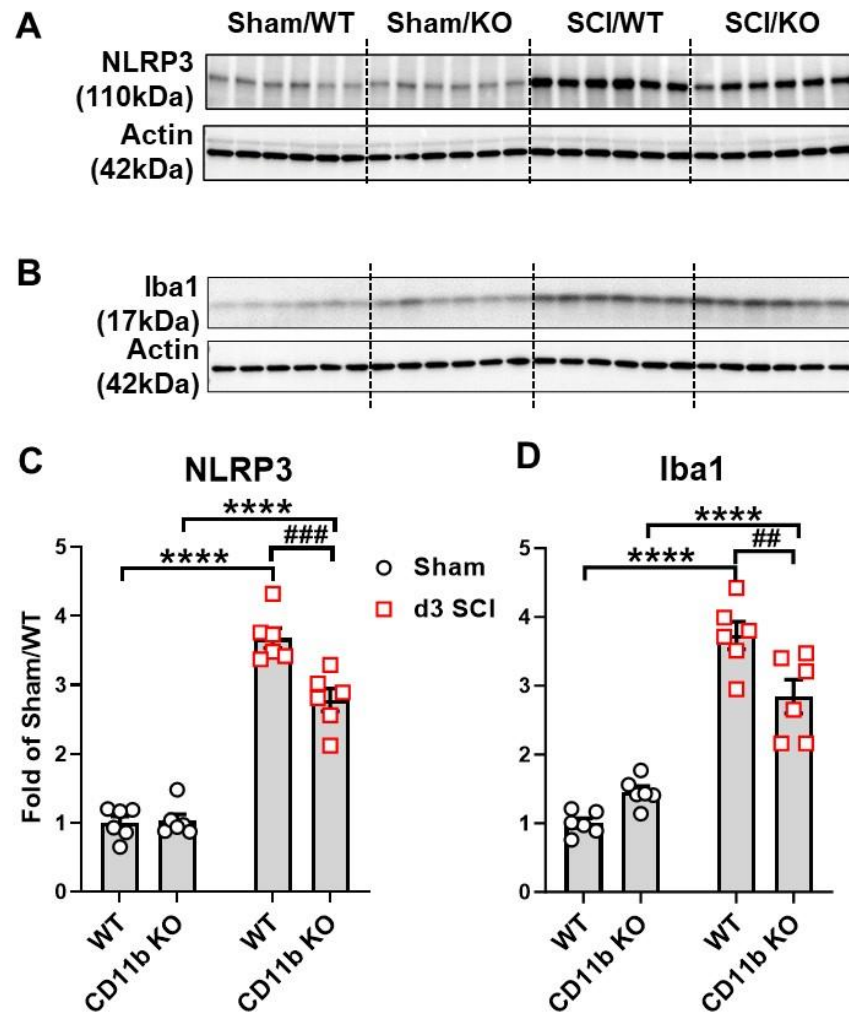 A
Sham/WT Sham/KO SCI/WT SCI/KO
NLRP3
(110kDa)
Actin
(42kDa)
B
Iba1
(17kDa)
Actin
(42kDa)
C
NLRP3
****
****
###
Fold of Sham/WT
5
4
3
2
1
0
WT
CD11b KO
WT
CD11b KO
Sham
d3 SCI
D
Iba1
****
****
##
5
4
3
2
1
0
WT
CD11b KO
WT
CD11b KO